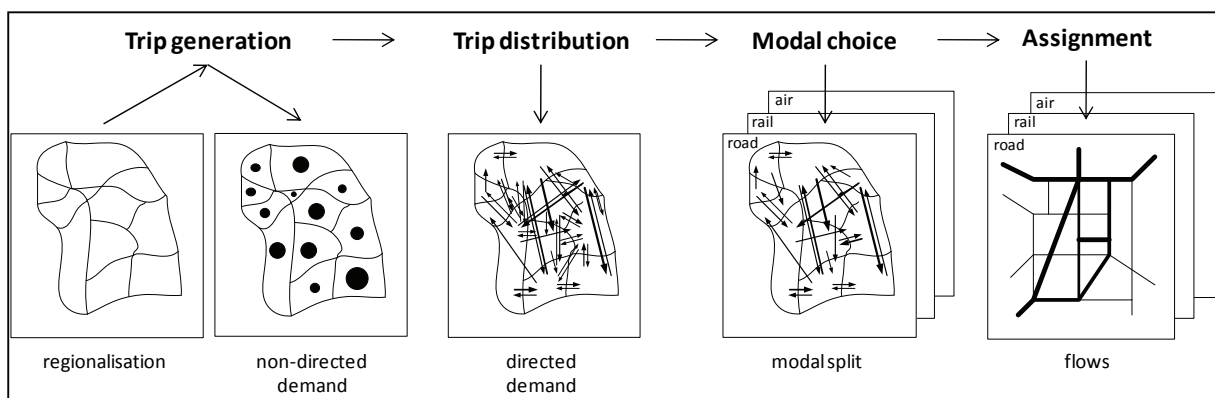 Trip generation
Trip distribution
Modal choice
Assignment
air
rail
road
air
rail
road
regionalisation
non-directed
demand
directed
demand
modal split
flows